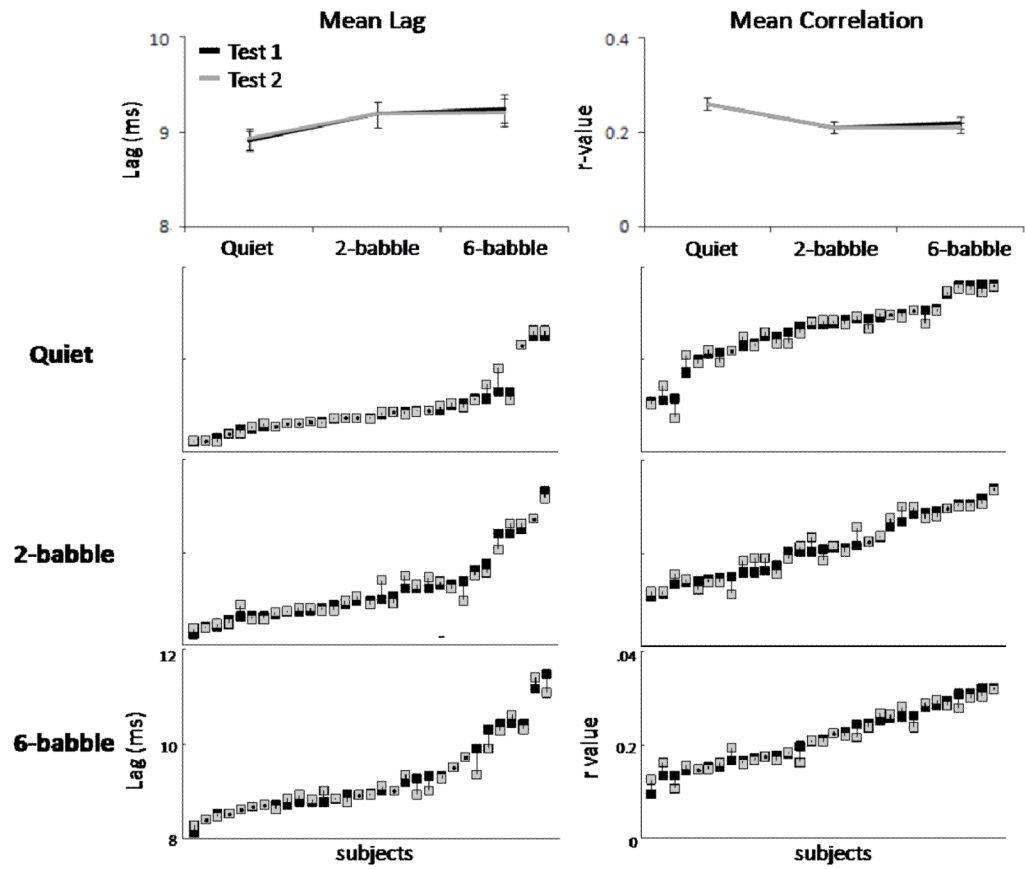 Mean Lag
Mean Correlation
10
Test 1
Test 2
9
8
Lag (ms)
Quiet
2-babble
6-babble
0.4
0.2
0
r-value
Quiet
2-babble
6-babble
Quiet
2-babble
6-babble
12
10
8
Lag (ms)
subjects
.04
0.2
0
r value
subjects